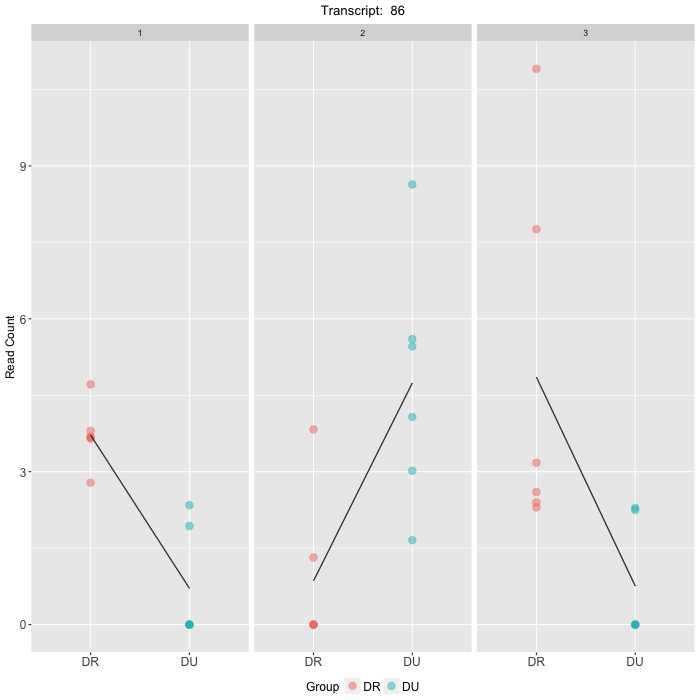 Transcript:  86
1 2 3
Read Count
9
6
3
0
DR DU DR DU DR DU
Group DR DU